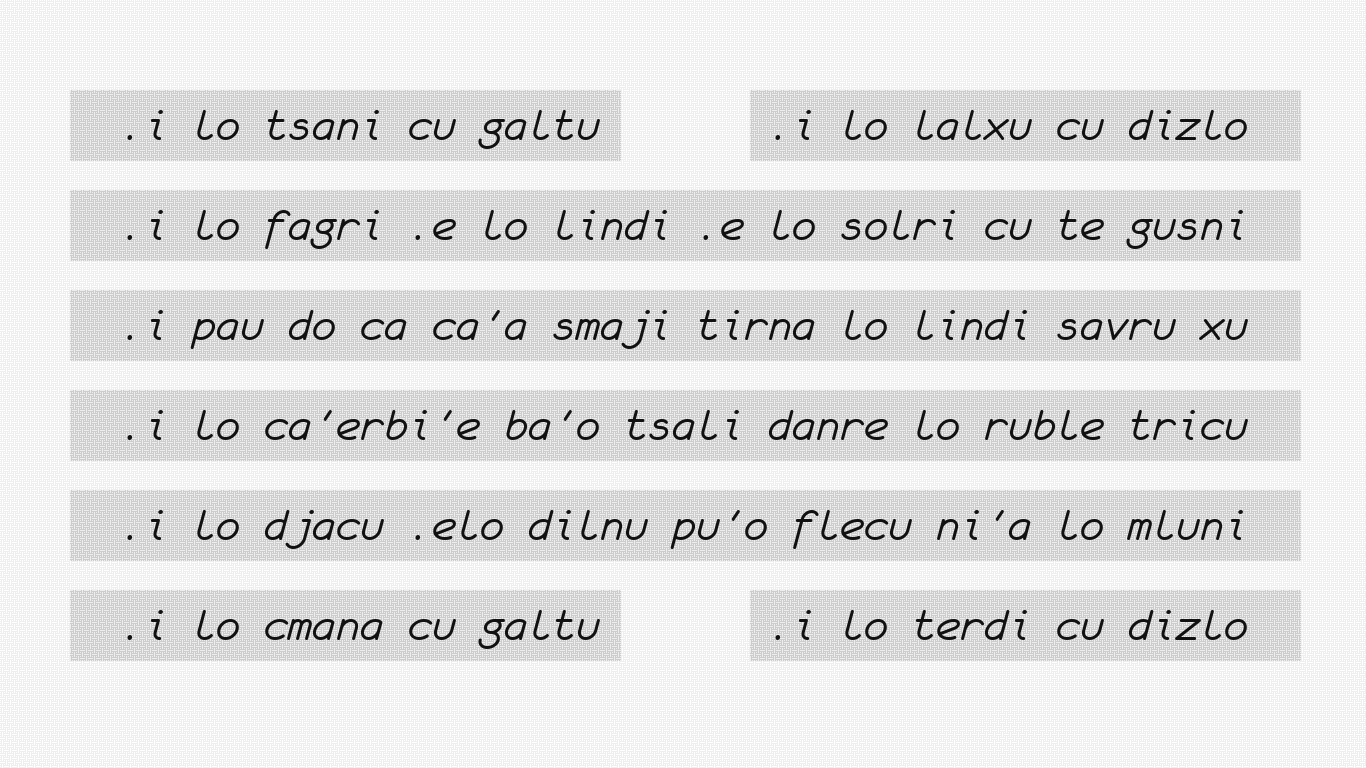 .i lo tsani cu galtu .i lo lalxu cu dizlo
.i lo fagri .e lo lindi .e lo solri cu te gusni
.i pau do ca ca'a smaji tirna lo lindi savru xu
.i lo ca'erbi'e ba'o tsali danre lo ruble tricu
.i lo djacu .elo dilnu pu'o flecu ni'a lo mluni
.i lo cmana cu galtu .i lo terdi cu dizlo